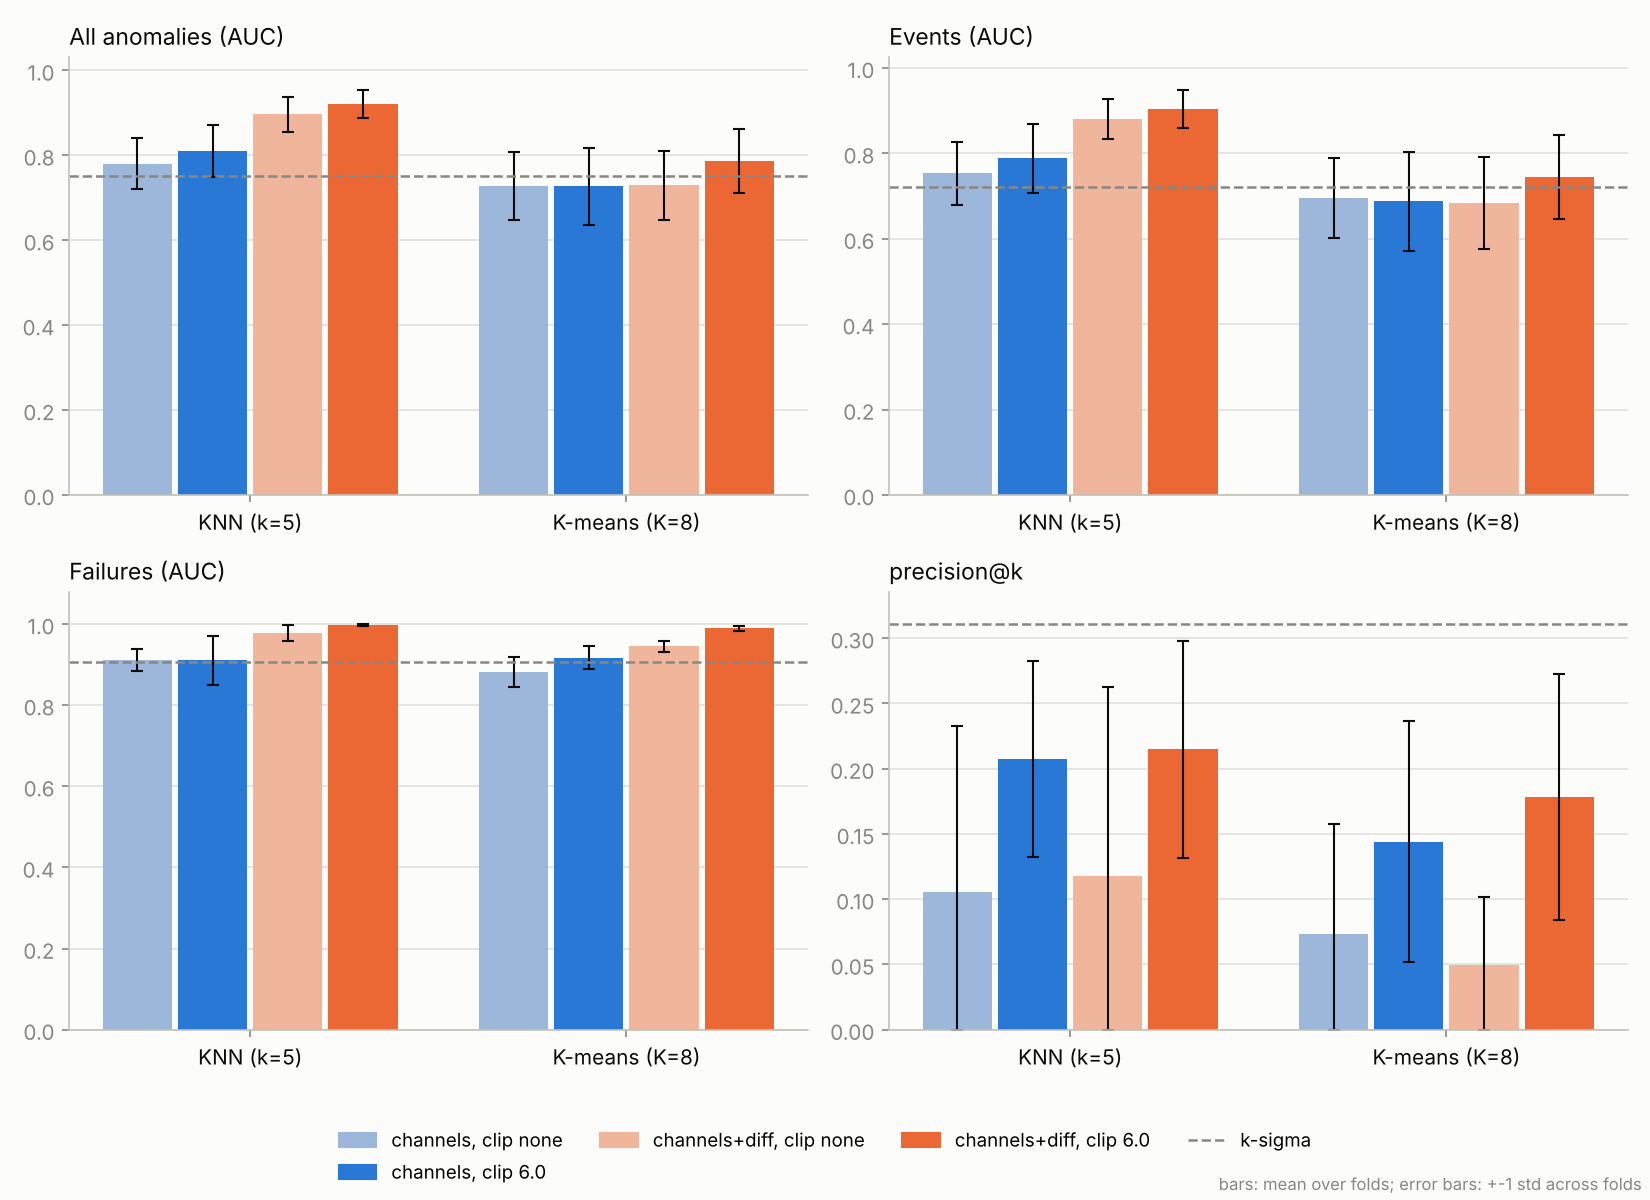 All anomalies (AUC)
1.0
0.8
0.6
0.4
0.2
0.0
KNN (k=5)
K-means (K=8)
Events (AUC)
1.0
0.8
0.6
0.4
0.2
0.0
KNN (k=5)
K-means (K=8)
Failures (AUC)
1.0
0.8
0.6
0.4
0.2
0.0
KNN (k=5)
K-means (K=8)
precision@k
0.30
0.25
0.20
0.15
0.10
0.05
0.00
KNN (k=5)
K-means (K=8)
channels, clip none
channels+diff, clip none
channels+diff, clip 6.0
k-sigma
channels, clip 6.0
bars: mean over folds; error bars: +-1 std across folds